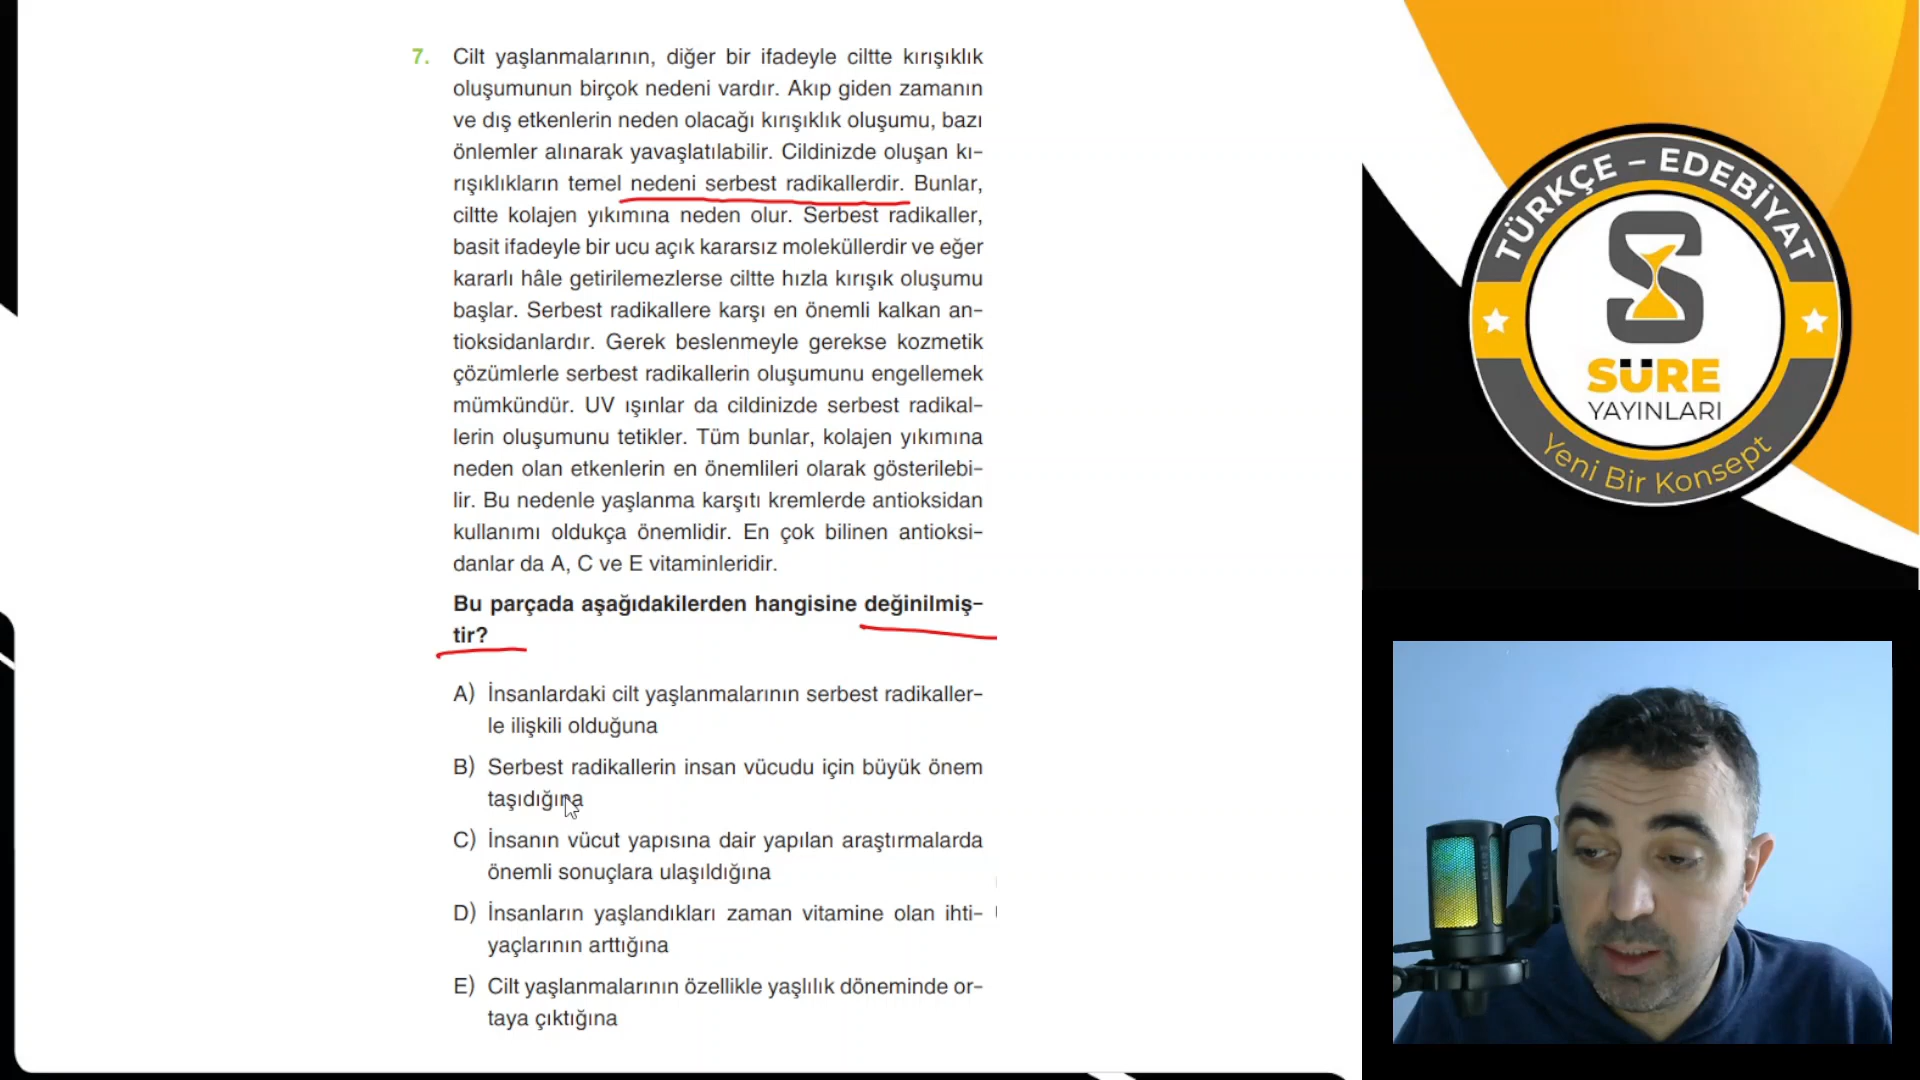 7. Cilt yaşlanmalarının, diğer bir ifadeyle ciltte kırışıklık
oluşumunun birçok nedeni vardır. Akıp giden zamanın
ve dış etkenlerin neden olacağı kırışıklık oluşumu, bazı
önlemler alınarak yavaşlatılabilir. Cildinizde oluşan kı-
rışıklıkların temel nedeni serbest radikallerdir. Bunlar,
ciltte kolajen yıkımına neden olur. Serbest radikaller,
basit ifadeyle bir ucu açık kararsız moleküllerdir ve eğer
kararlı hâle getirilemezlerse ciltte hızla kırışık oluşumu
başlar. Serbest radikallere karşı en önemli kalkan an-
tioksidanlardır. Gerek beslenmeyle gerekse kozmetik
çözümlerle serbest radikallerin oluşumunu engellemek
mümkündür. UV ışınlar da cildinizde serbest radikal-
lerin oluşumunu tetikler. Tüm bunlar, kolajen yıkımına
neden olan etkenlerin en önemlileri olarak gösterilebi-
lir. Bu nedenle yaşlanma karşıtı kremlerde antioksidan
kullanımı oldukça önemlidir. En çok bilinen antioksi-
danlar da A, C ve E vitaminleridir.
Bu parçada aşağıdakilerden hangisine değinilmiş-
tir?
A) İnsanlardaki cilt yaşlanmalarının serbest radikaller-
le ilişkili olduğuna
B) Serbest radikallerin insan vücudu için büyük önem
taşıdığına
C) İnsanın vücut yapısına dair yapılan araştırmalarda
önemli sonuçlara ulaşıldığına
D) İnsanların yaşlandıkları zaman vitamine olan ihti-
yaçlarının arttığına
E) Cilt yaşlanmalarının özellikle yaşlılık döneminde or-
taya çıktığına
TÜRKÇE – EDEBİYAT
SÜRE
YAYINLARI
Yeni Bir Konsept